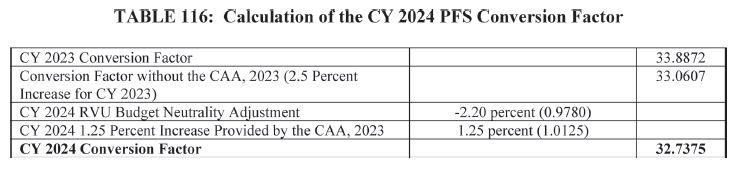 TABLE 116: Calculation of the CY 2024 PFS Conversion Factor
CY 2023 Conversion Factor 33.8872
Conversion Factor without the CAA, 2023 (2.5 Percent 33.0607
Increase for CY 2023)
CY 2024 RVU Budget Neutrality Adjustment -2.20 percent (0.9780)
CY 2024 1.25 Percent Increase Provided by the CAA, 2023 1.25 percent (1.0125)
CY 2024 Conversion Factor 32.7375